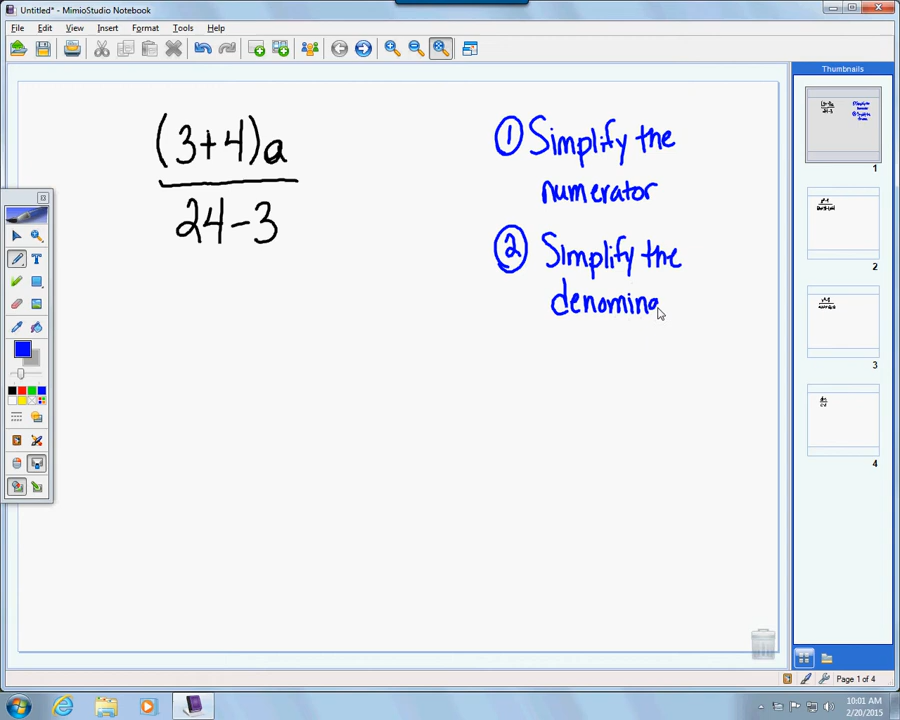 Untitled* - MimioStudio Notebook
File Edit View Insert Format Tools Help
Thumbnails
(3+4)a
24-3
① Simplify the
numerator
② Simplify the
denomina
1
2
3
4
Page 1 of 4
10:01 AM
2/20/2015